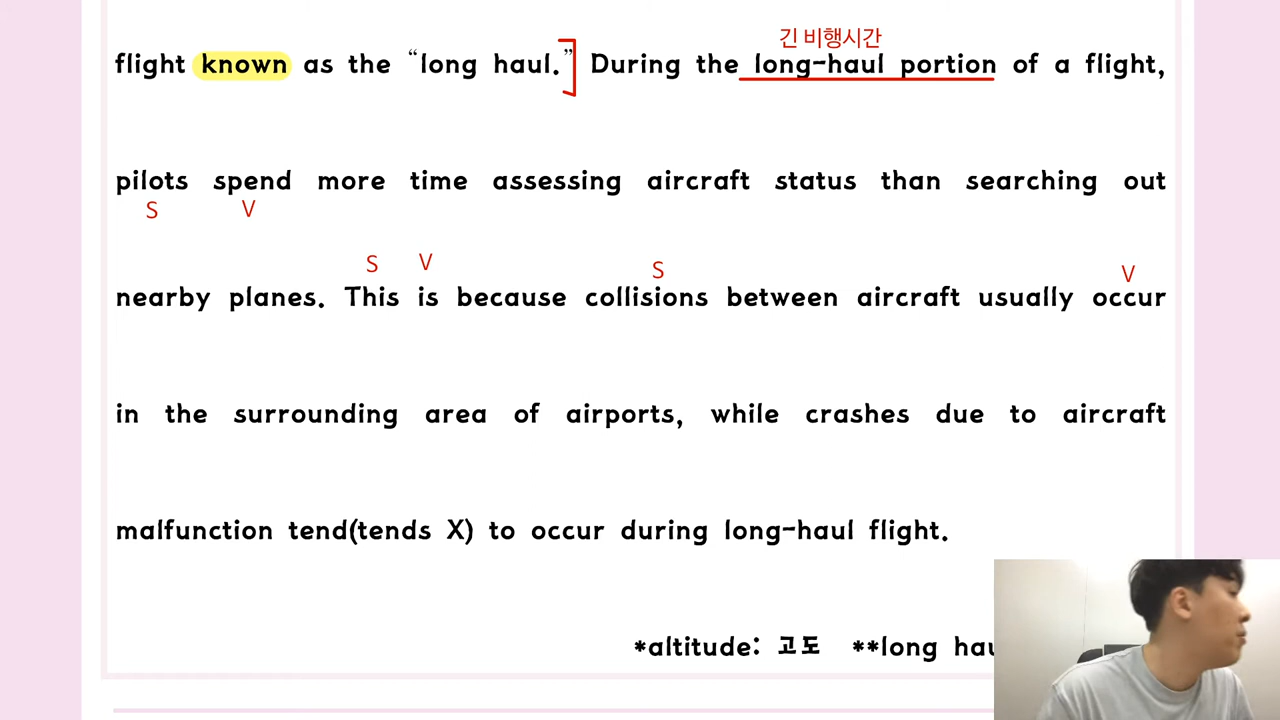 긴 비행시간
flight known as the “long haul.” During the long-haul portion of a flight,
pilots spend more time assessing aircraft status than searching out
S V
S V S V
nearby planes. This is because collisions between aircraft usually occur
in the surrounding area of airports, while crashes due to aircraft
malfunction tend(tends X) to occur during long-haul flight.
*altitude: 고도 **long hau